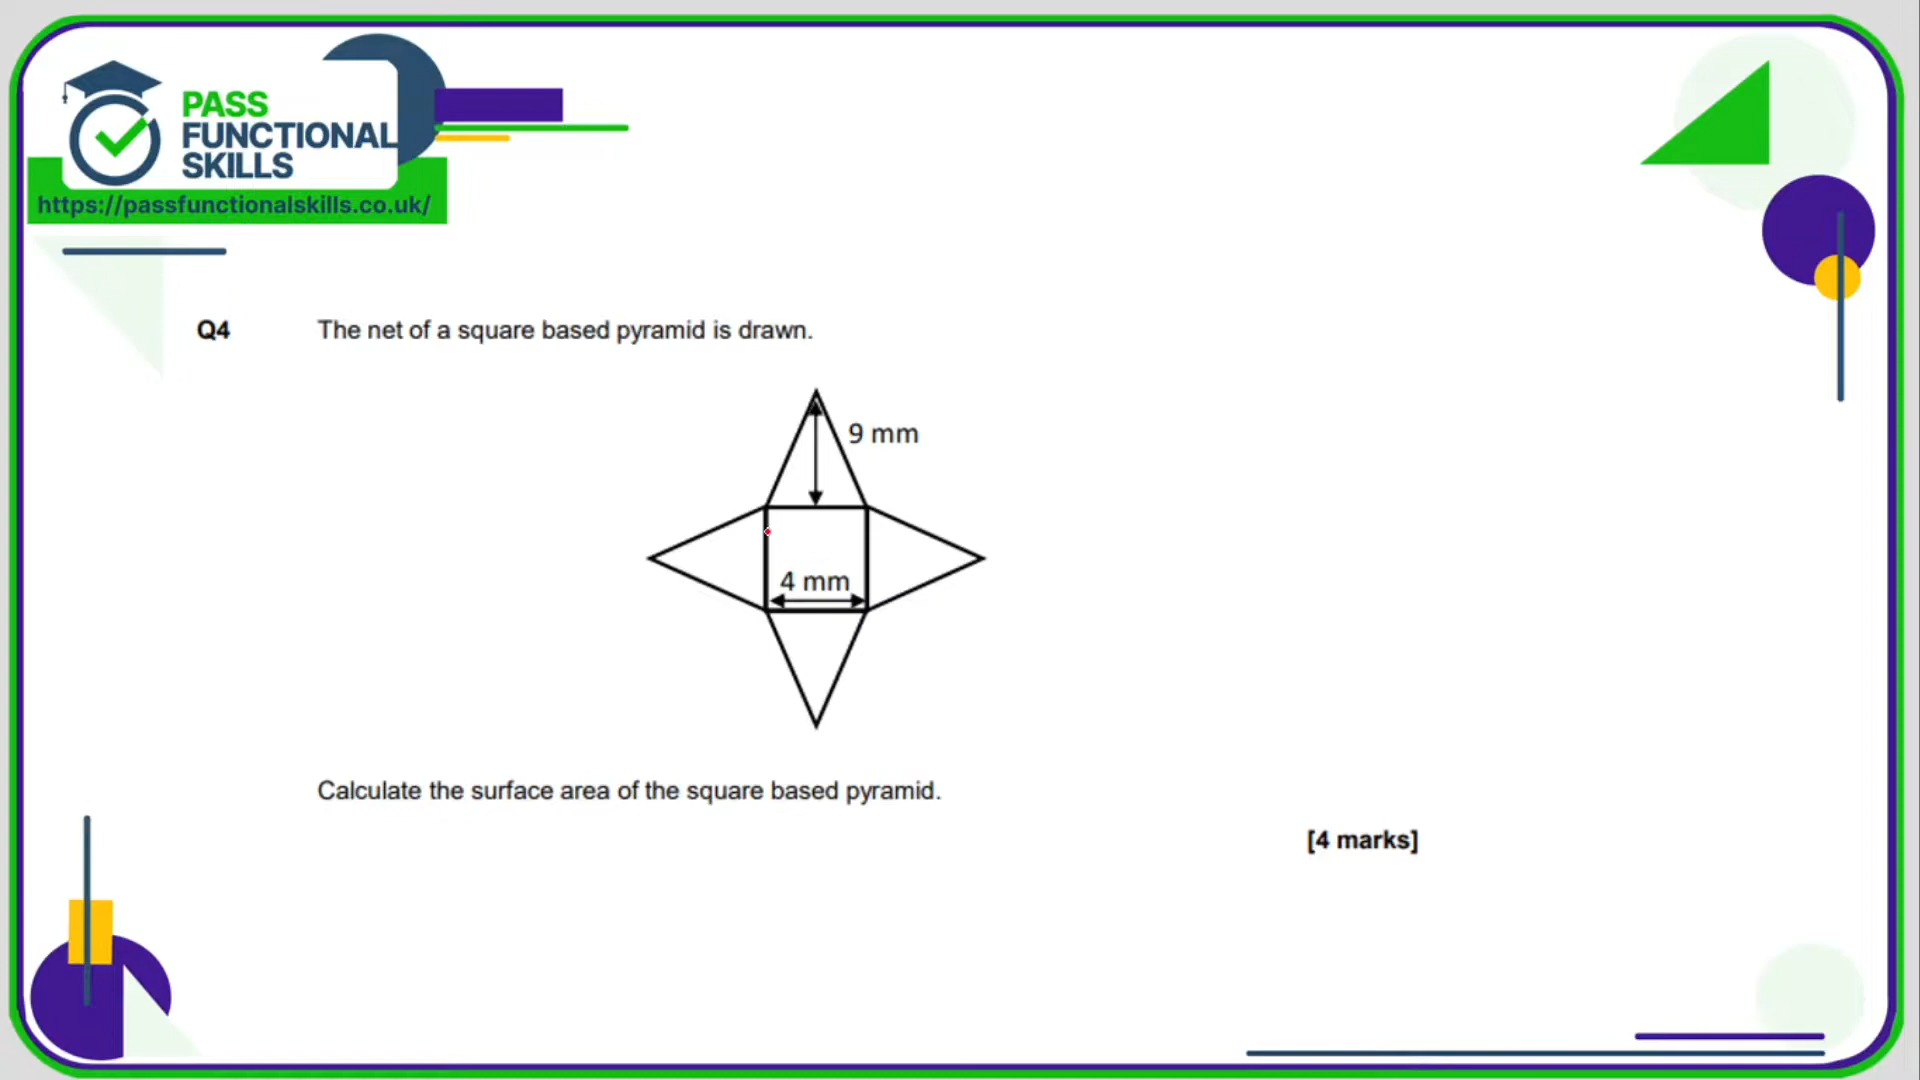 PASS
FUNCTIONAL
SKILLS
https://passfunctionalskills.co.uk/
Q4 The net of a square based pyramid is drawn.
9 mm
4 mm
Calculate the surface area of the square based pyramid.
[4 marks]